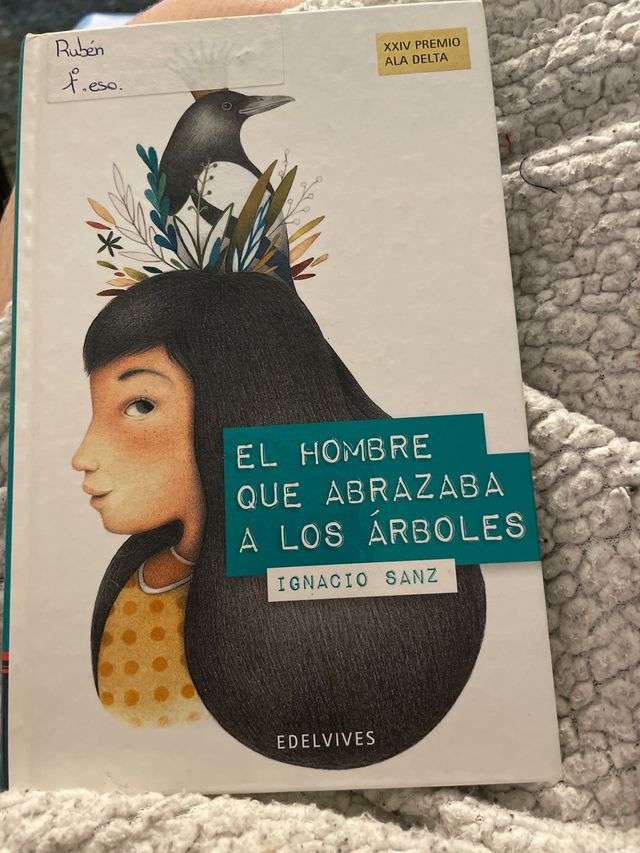 Rubén
1º.eso.
XXIV PREMIO
ALA DELTA
EL HOMBRE
QUE ABRAZABA
A LOS ÁRBOLES
IGNACIO SANZ
EDELVIVES